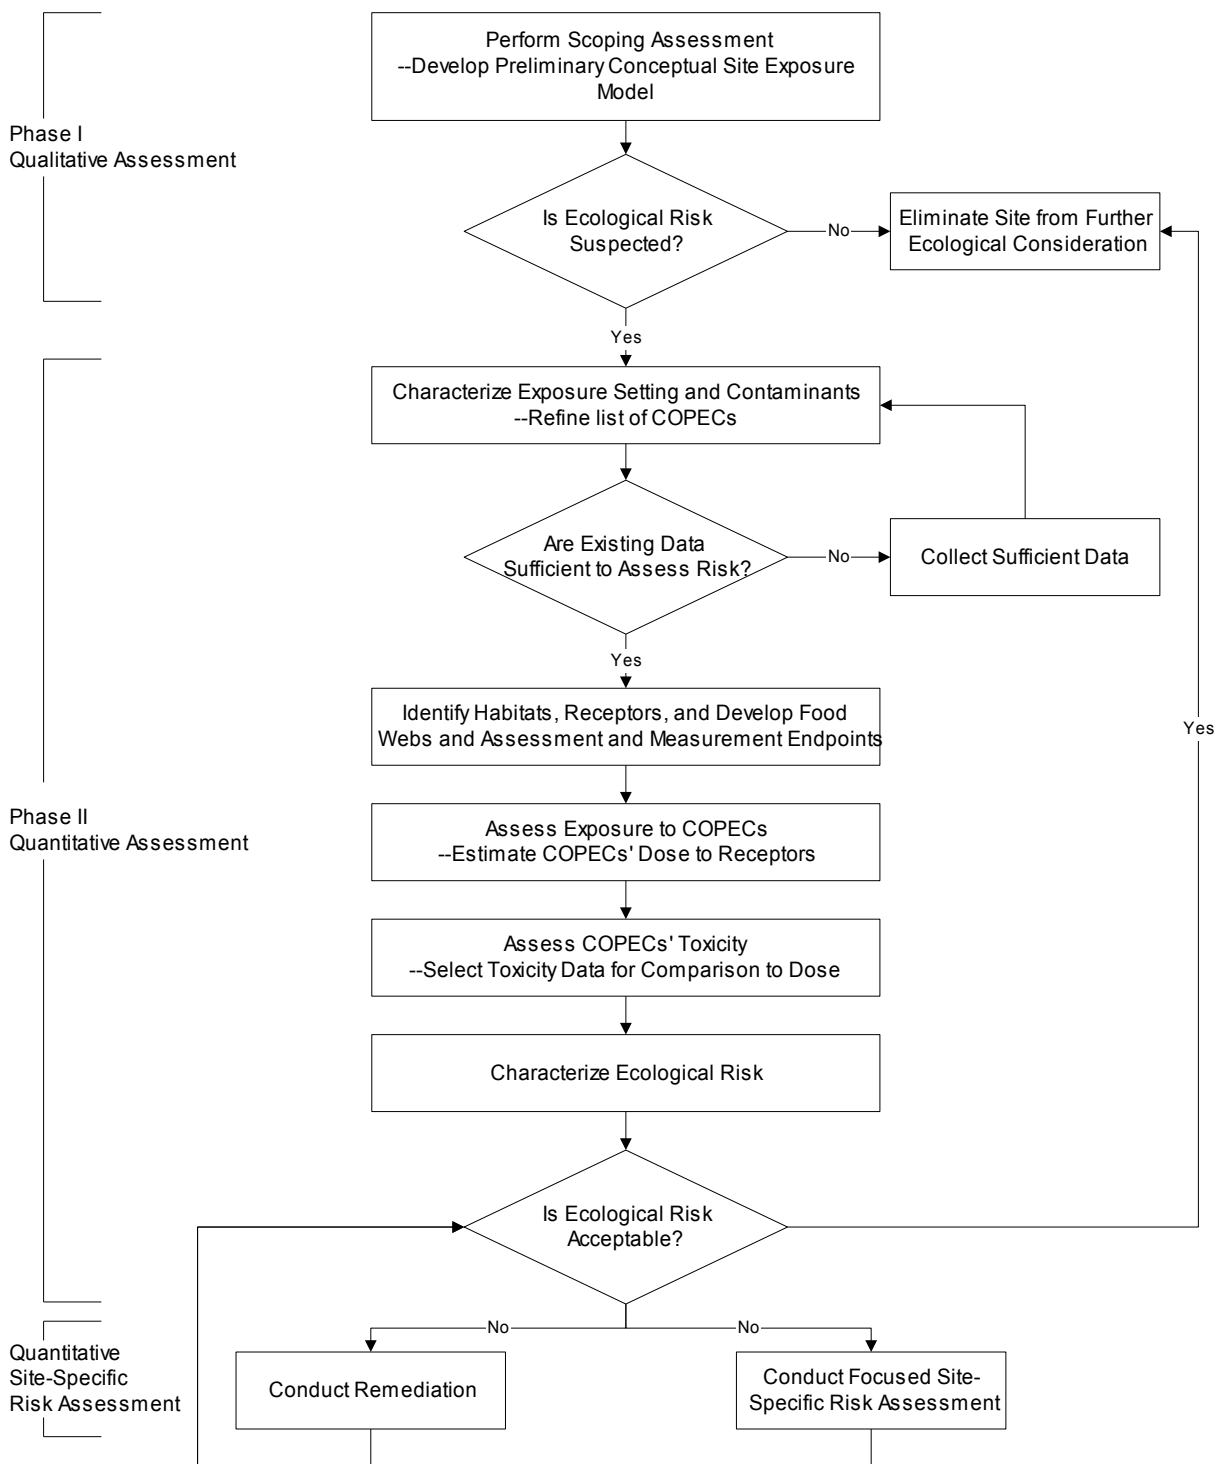 Perform Scoping Assessment
--Develop Preliminary Conceptual Site Exposure
Model
Phase I
Qualitative Assessment
Is Ecological Risk
Suspected?
No
Eliminate Site from Further
Ecological Consideration
Yes
Characterize Exposure Setting and Contaminants
--Refine list of COPECs
Are Existing Data
Sufficient to Assess Risk?
No
Collect Sufficient Data
Yes
Identify Habitats, Receptors, and Develop Food
Webs and Assessment and Measurement Endpoints
Yes
Phase II
Quantitative Assessment
Assess Exposure to COPECs
--Estimate COPECs' Dose to Receptors
Assess COPECs' Toxicity
--Select Toxicity Data for Comparison to Dose
Characterize Ecological Risk
Is Ecological Risk
Acceptable?
No
No
Quantitative
Site-Specific
Risk Assessment
Conduct Remediation
Conduct Focused Site-
Specific Risk Assessment